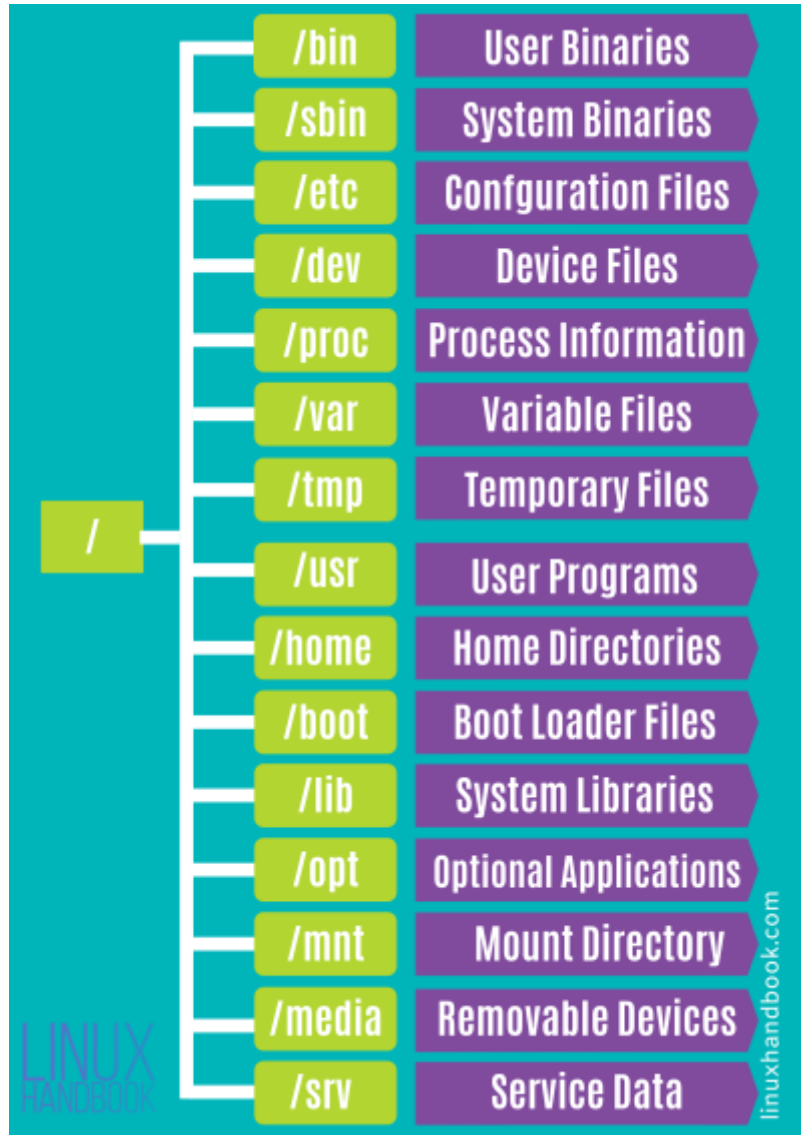 /bin User Binaries
/sbin System Binaries
/etc Confguration Files
/dev Device Files
/proc Process Information
/var Variable Files
/tmp Temporary Files
/
/usr User Programs
/home Home Directories
/boot Boot Loader Files
/lib System Libraries
/opt Optional Applications
/mnt Mount Directory
/media Removable Devices
/srv Service Data
LINUX
HANDBOOK
linuxhandbook.com